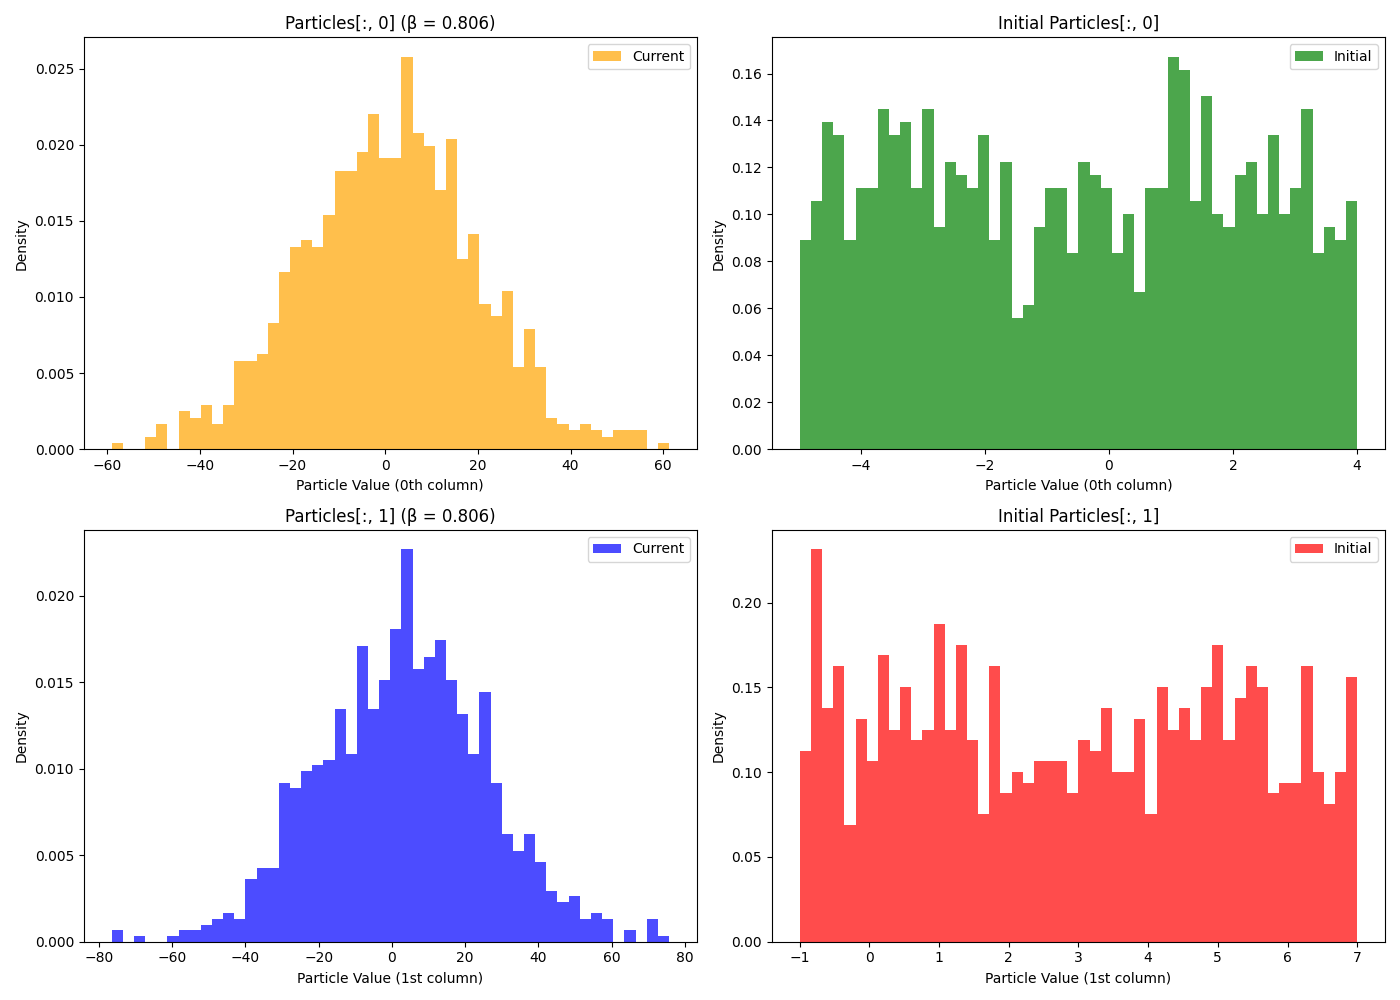 Particles[:, 0] (β = 0.806)
Current
Density
0.025
0.020
0.015
0.010
0.005
0.000
−60 −40 −20 0 20 40 60
Particle Value (0th column)
Initial Particles[:, 0]
Initial
Density
0.16
0.14
0.12
0.10
0.08
0.06
0.04
0.02
0.00
−4 −2 0 2 4
Particle Value (0th column)
Particles[:, 1] (β = 0.806)
Current
Density
0.020
0.015
0.010
0.005
0.000
−80 −60 −40 −20 0 20 40 60 80
Particle Value (1st column)
Initial Particles[:, 1]
Initial
Density
0.20
0.15
0.10
0.05
0.00
−1 0 1 2 3 4 5 6 7
Particle Value (1st column)